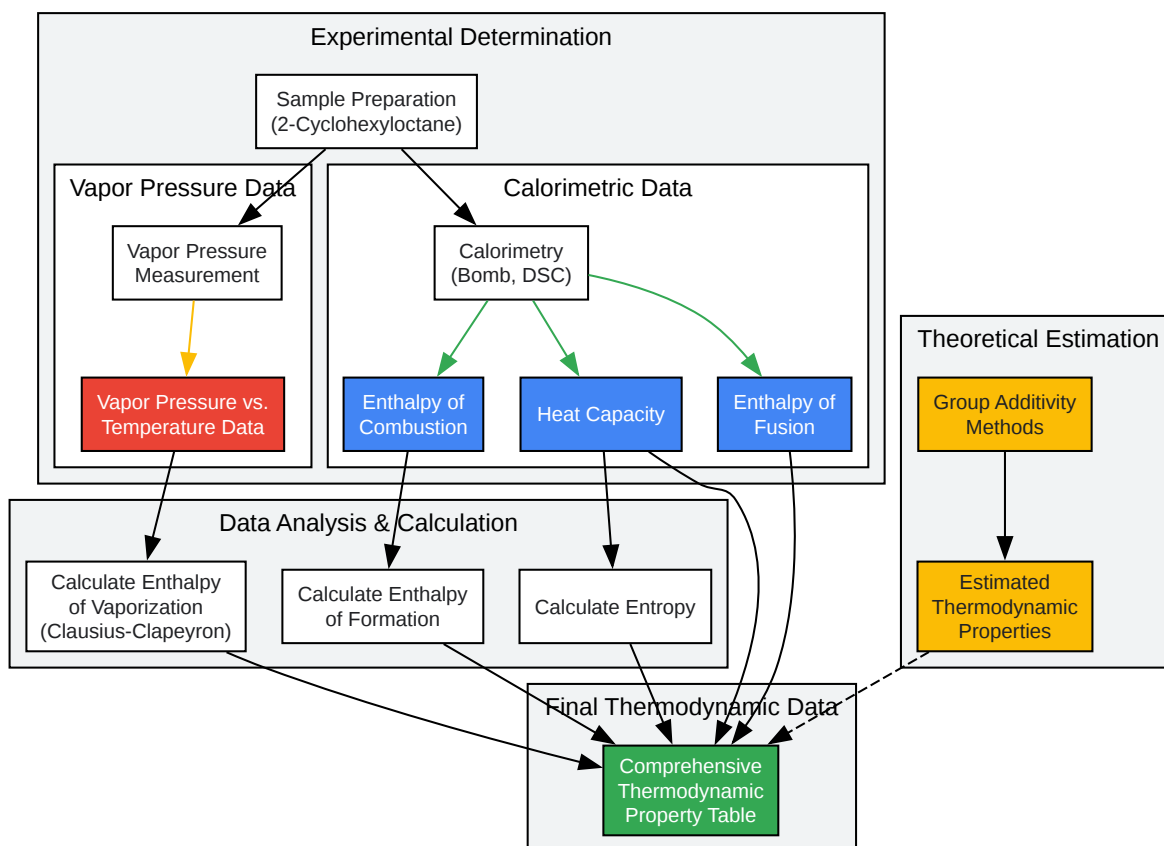 Experimental Determination
Sample Preparation
(2-Cyclohexyloctane)
Vapor Pressure Data
Calorimetric Data
Vapor Pressure
Measurement
Calorimetry
(Bomb, DSC)
Vapor Pressure vs.
Temperature Data
Enthalpy of
Combustion
Heat Capacity
Enthalpy of
Fusion
Theoretical Estimation
Group Additivity
Methods
Data Analysis & Calculation
Calculate Enthalpy
of Vaporization
(Clausius-Clapeyron)
Calculate Enthalpy
of Formation
Calculate Entropy
Estimated
Thermodynamic
Properties
Final Thermodynamic Data
Comprehensive
Thermodynamic
Property Table